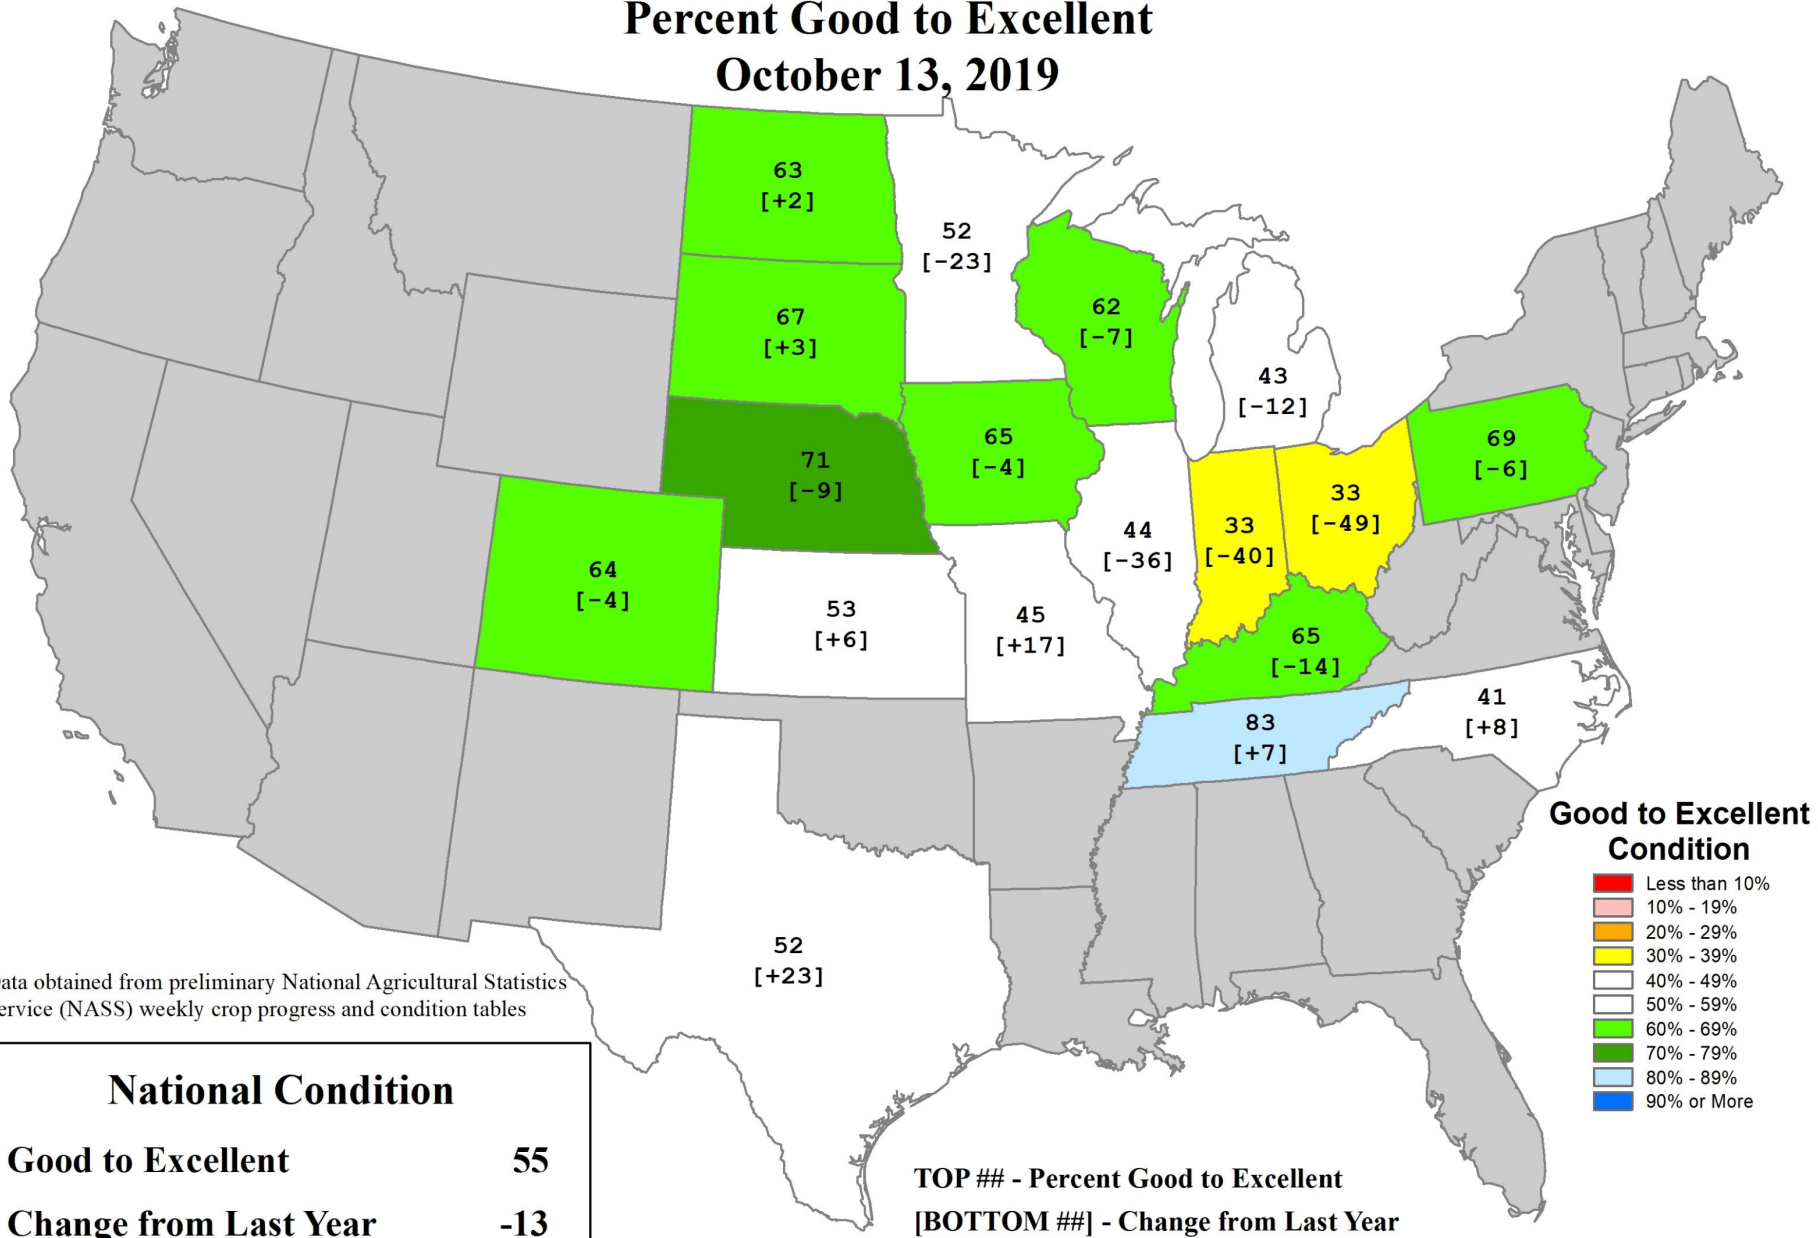 Percent Good to Excellent
October 13, 2019
63
[+2]
52
[-23]
67
[+3]
62
[-7]
43
[-12]
71
[-9]
65
[-4]
69
[-6]
33
[-49]
33
[-40]
44
[-36]
64
[-4]
53
[+6]
45
[+17]
65
[-14]
41
[+8]
83
[+7]
52
[+23]
Good to Excellent
Condition
Less than 10%
10% - 19%
20% - 29%
30% - 39%
40% - 49%
50% - 59%
60% - 69%
70% - 79%
80% - 89%
90% or More
ata obtained from preliminary National Agricultural Statistics
ervice (NASS) weekly crop progress and condition tables
National Condition
Good to Excellent 55
Change from Last Year -13
TOP ## - Percent Good to Excellent
[BOTTOM ##] - Change from Last Year